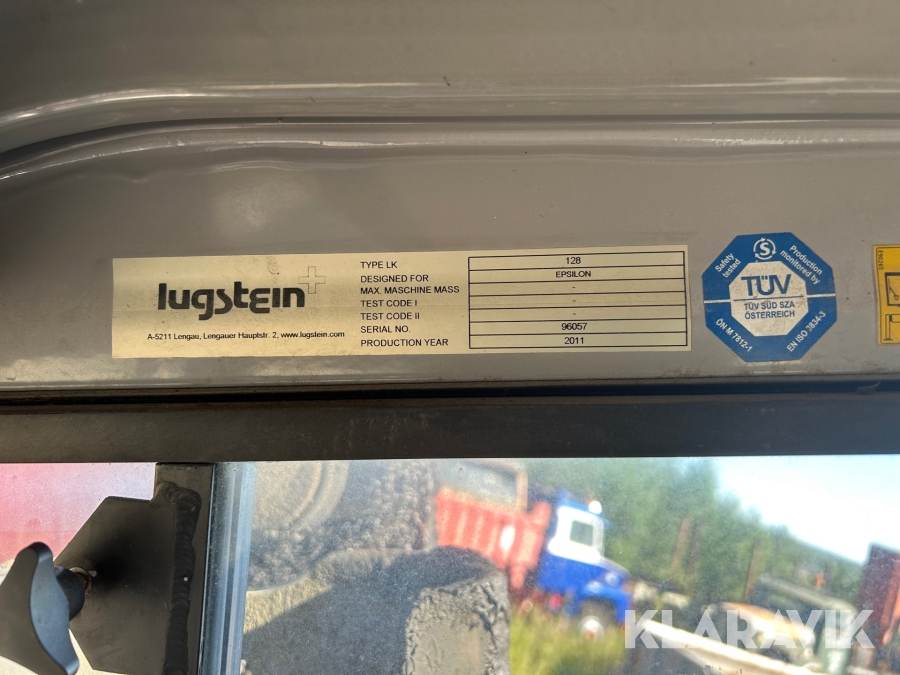 lugstein
A-5211 Lengau, Lengauer Hauptstr. 2, www.lugstein.com
TYPE LK 128
DESIGNED FOR EPSILON
MAX. MASCHINE MASS -
TEST CODE I -
TEST CODE II -
SERIAL NO. 96057
PRODUCTION YEAR 2011
Safety tested
S
Production monitored by
TÜV
TÜV SÜD SZA
ÖSTERREICH
ÖN M 7812-1
EN ISO 3834-3
KLARAVIK